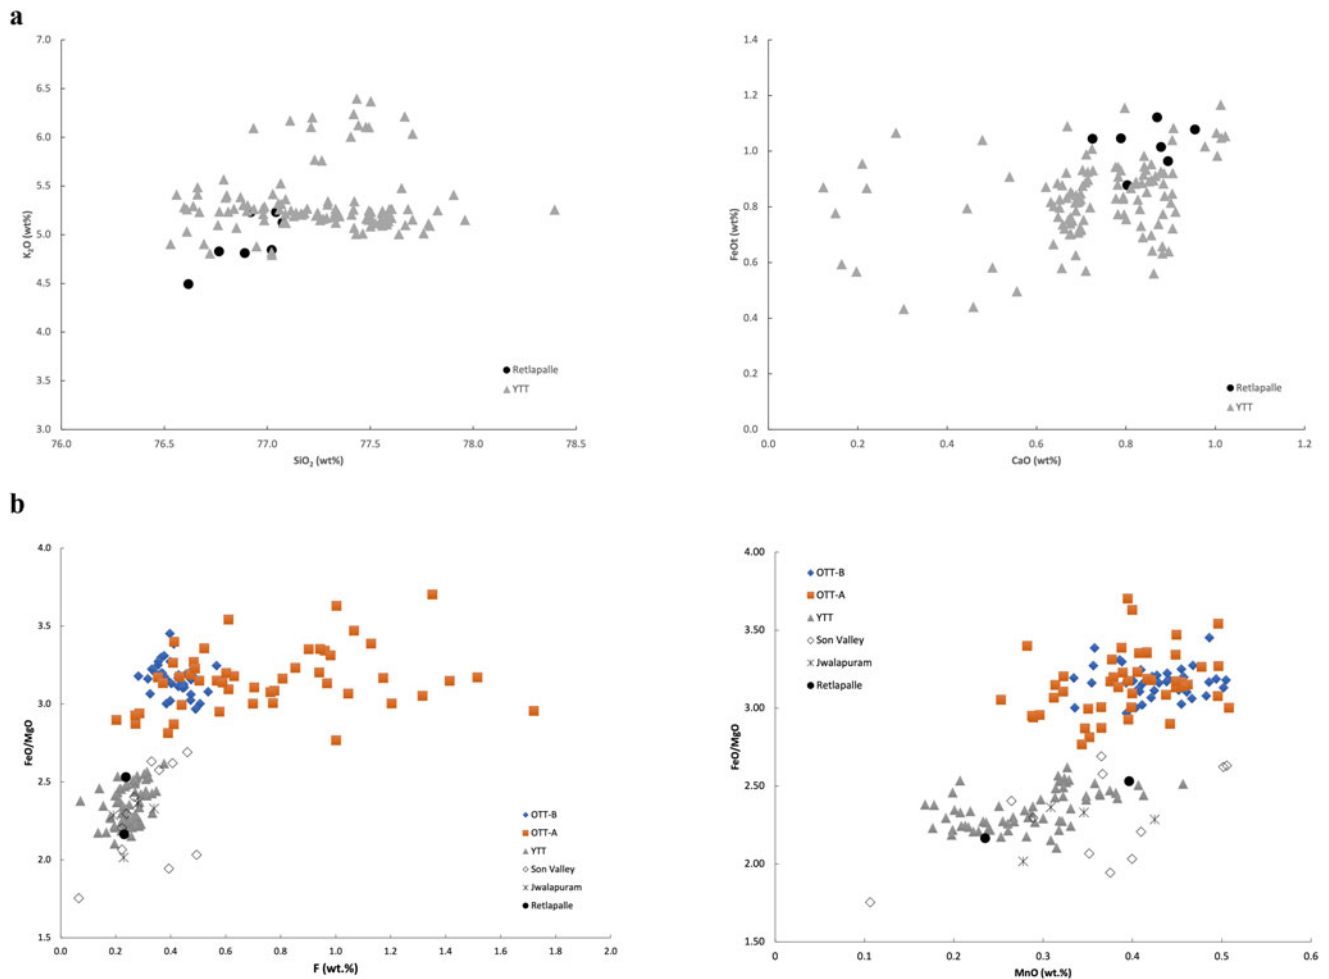 a
7.0
6.5
6.0
5.5
5.0
4.5
4.0
3.5
3.0
K₂O (wt%)
76.0 76.5 77.0 77.5 78.0 78.5
SiO₂ (wt%)
Retlapalle
YTT
1.4
1.2
1.0
0.8
0.6
0.4
0.2
0.0
FeOt (wt%)
0.0 0.2 0.4 0.6 0.8 1.0 1.2
CaO (wt%)
Retlapalle
YTT
b
4.0
3.5
3.0
2.5
2.0
1.5
FeO/MgO
0.0 0.2 0.4 0.6 0.8 1.0 1.2 1.4 1.6 1.8 2.0
F (wt.%)
OTT-B
OTT-A
YTT
Son Valley
Jwalapuram
Retlapalle
4.00
3.50
3.00
2.50
2.00
1.50
FeO/MgO
0 0.1 0.2 0.3 0.4 0.5 0.6
MnO (wt.%)
OTT-B
OTT-A
YTT
Son Valley
Jwalapuram
Retlapalle